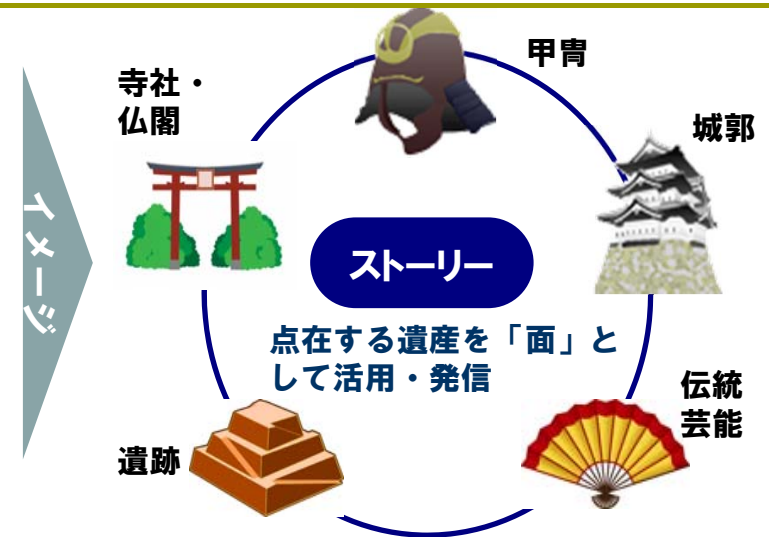 イメージ
寺社・
仏閣
甲冑
城郭
ストーリー
点在する遺産を「面」と
して活用・発信
伝統
芸能
遺跡